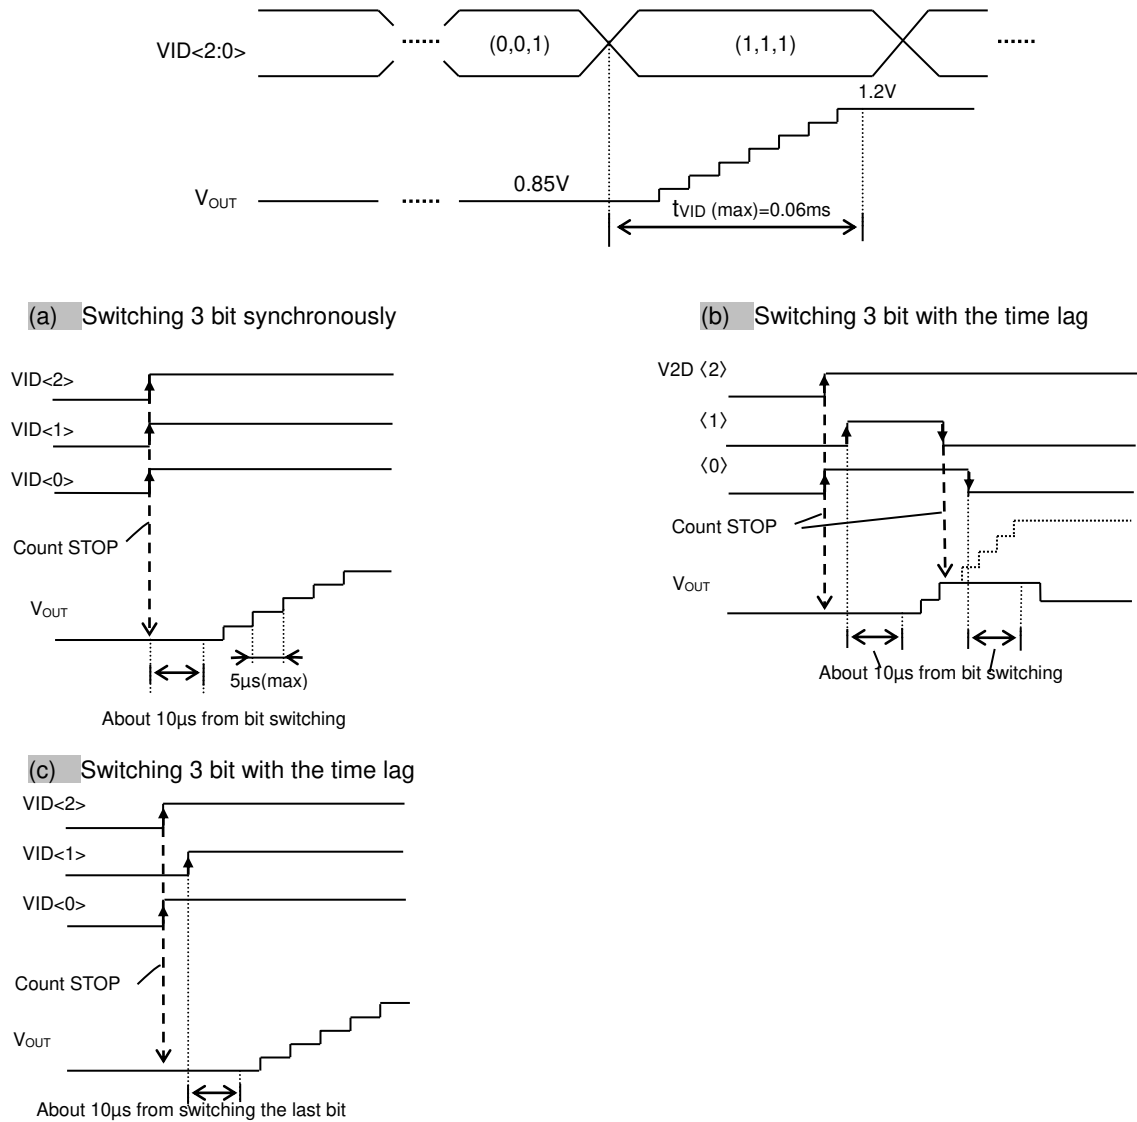 VID<2:0>
(0,0,1)
(1,1,1)
1.2V
0.85V
VOUT
tVID (max)=0.06ms
(a) Switching 3 bit synchronously
VID<2>
VID<1>
VID<0>
Count STOP
VOUT
5µs(max)
About 10µs from bit switching
(b) Switching 3 bit with the time lag
V2D〈2〉
〈1〉
〈0〉
Count STOP
VOUT
About 10µs from bit switching
(c) Switching 3 bit with the time lag
VID<2>
VID<1>
VID<0>
Count STOP
VOUT
About 10µs from switching the last bit